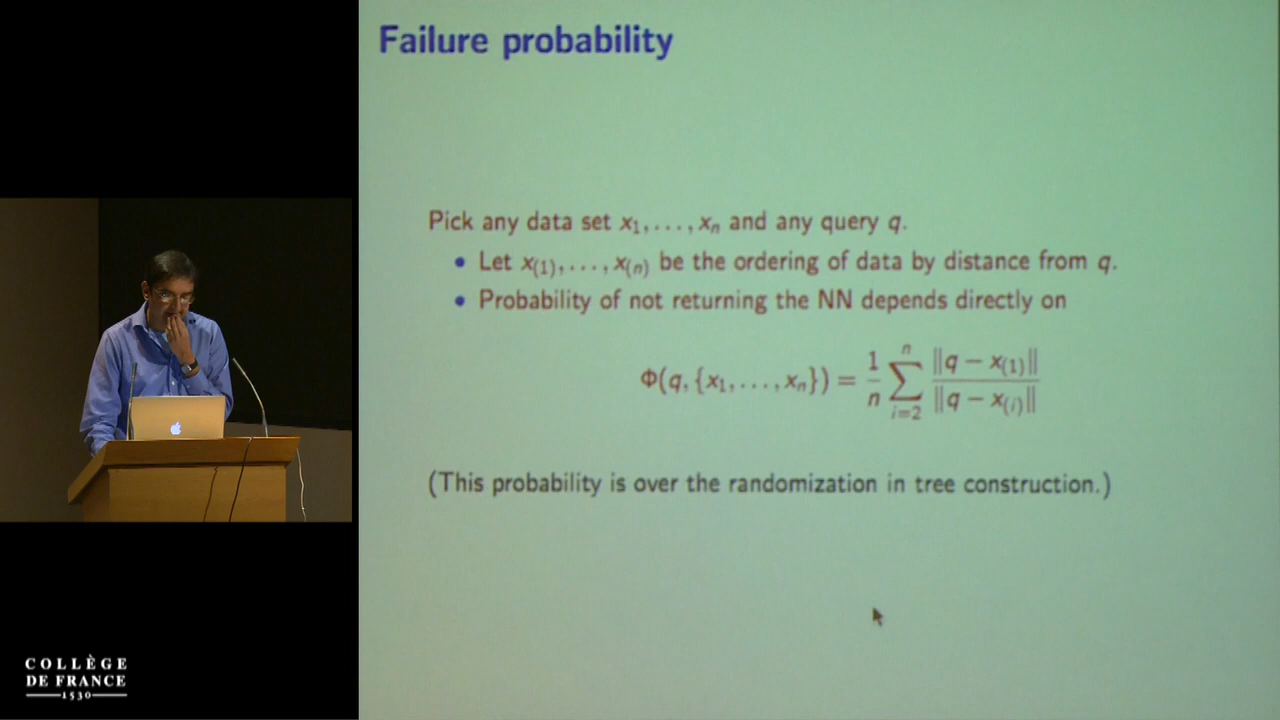 Failure probability
Pick any data set x₁, . . . , xₙ and any query q.
• Let x₍₁₎, . . . , x₍ₙ₎ be the ordering of data by distance from q.
• Probability of not returning the NN depends directly on
Φ(q, {x₁, . . . , xₙ}) = 1/n ∑ᵢ₌₂ⁿ ‖q − x₍₁₎‖ / ‖q − x₍ᵢ₎‖
(This probability is over the randomization in tree construction.)
COLLÈGE
DE FRANCE
1530